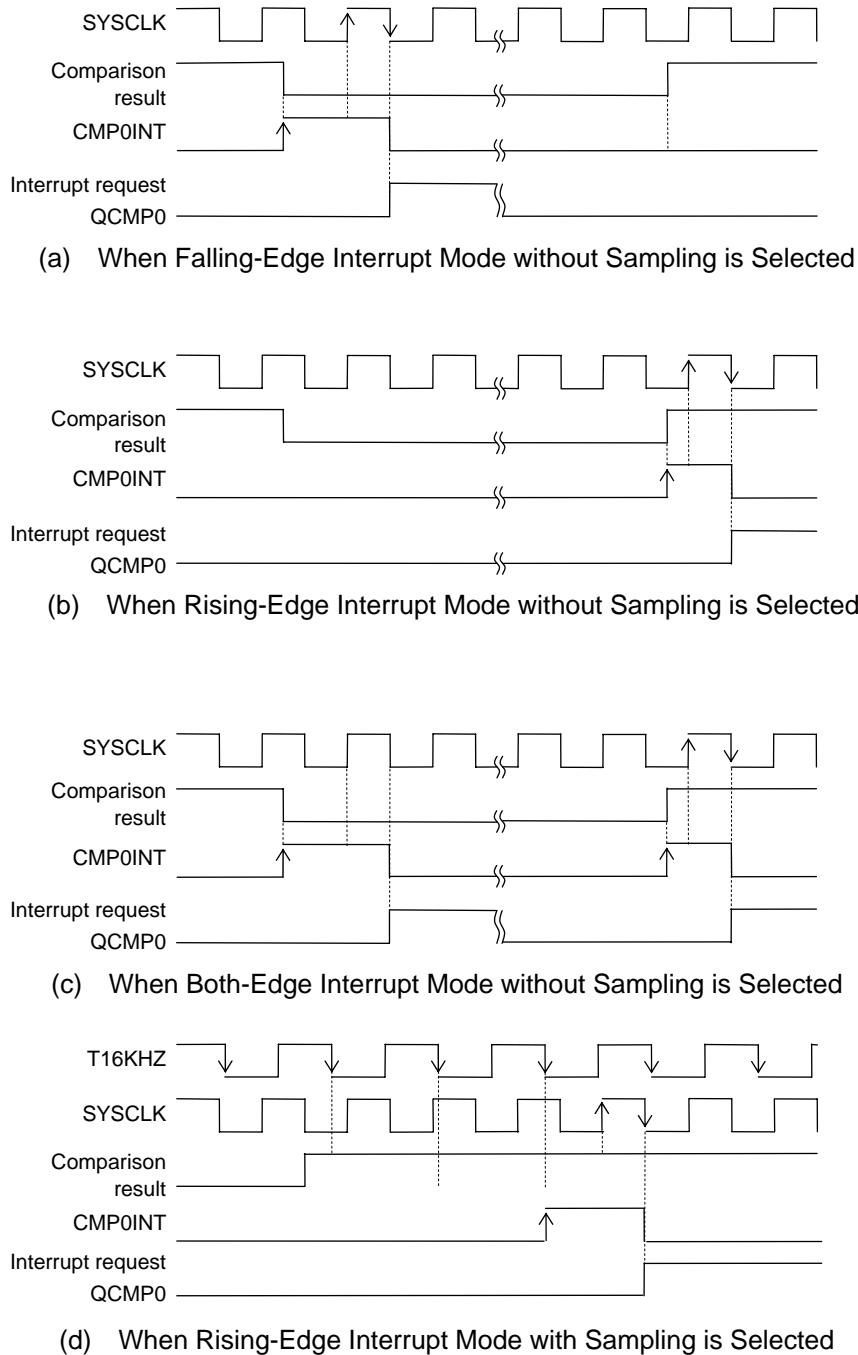 SYSCLK
Comparison
result
CMP0INT
Interrupt request
QCMP0
(a) When Falling-Edge Interrupt Mode without Sampling is Selected
SYSCLK
Comparison
result
CMP0INT
Interrupt request
QCMP0
(b) When Rising-Edge Interrupt Mode without Sampling is Selected
SYSCLK
Comparison
result
CMP0INT
Interrupt request
QCMP0
(c) When Both-Edge Interrupt Mode without Sampling is Selected
T16KHZ
SYSCLK
Comparison
result
CMP0INT
Interrupt request
QCMP0
(d) When Rising-Edge Interrupt Mode with Sampling is Selected